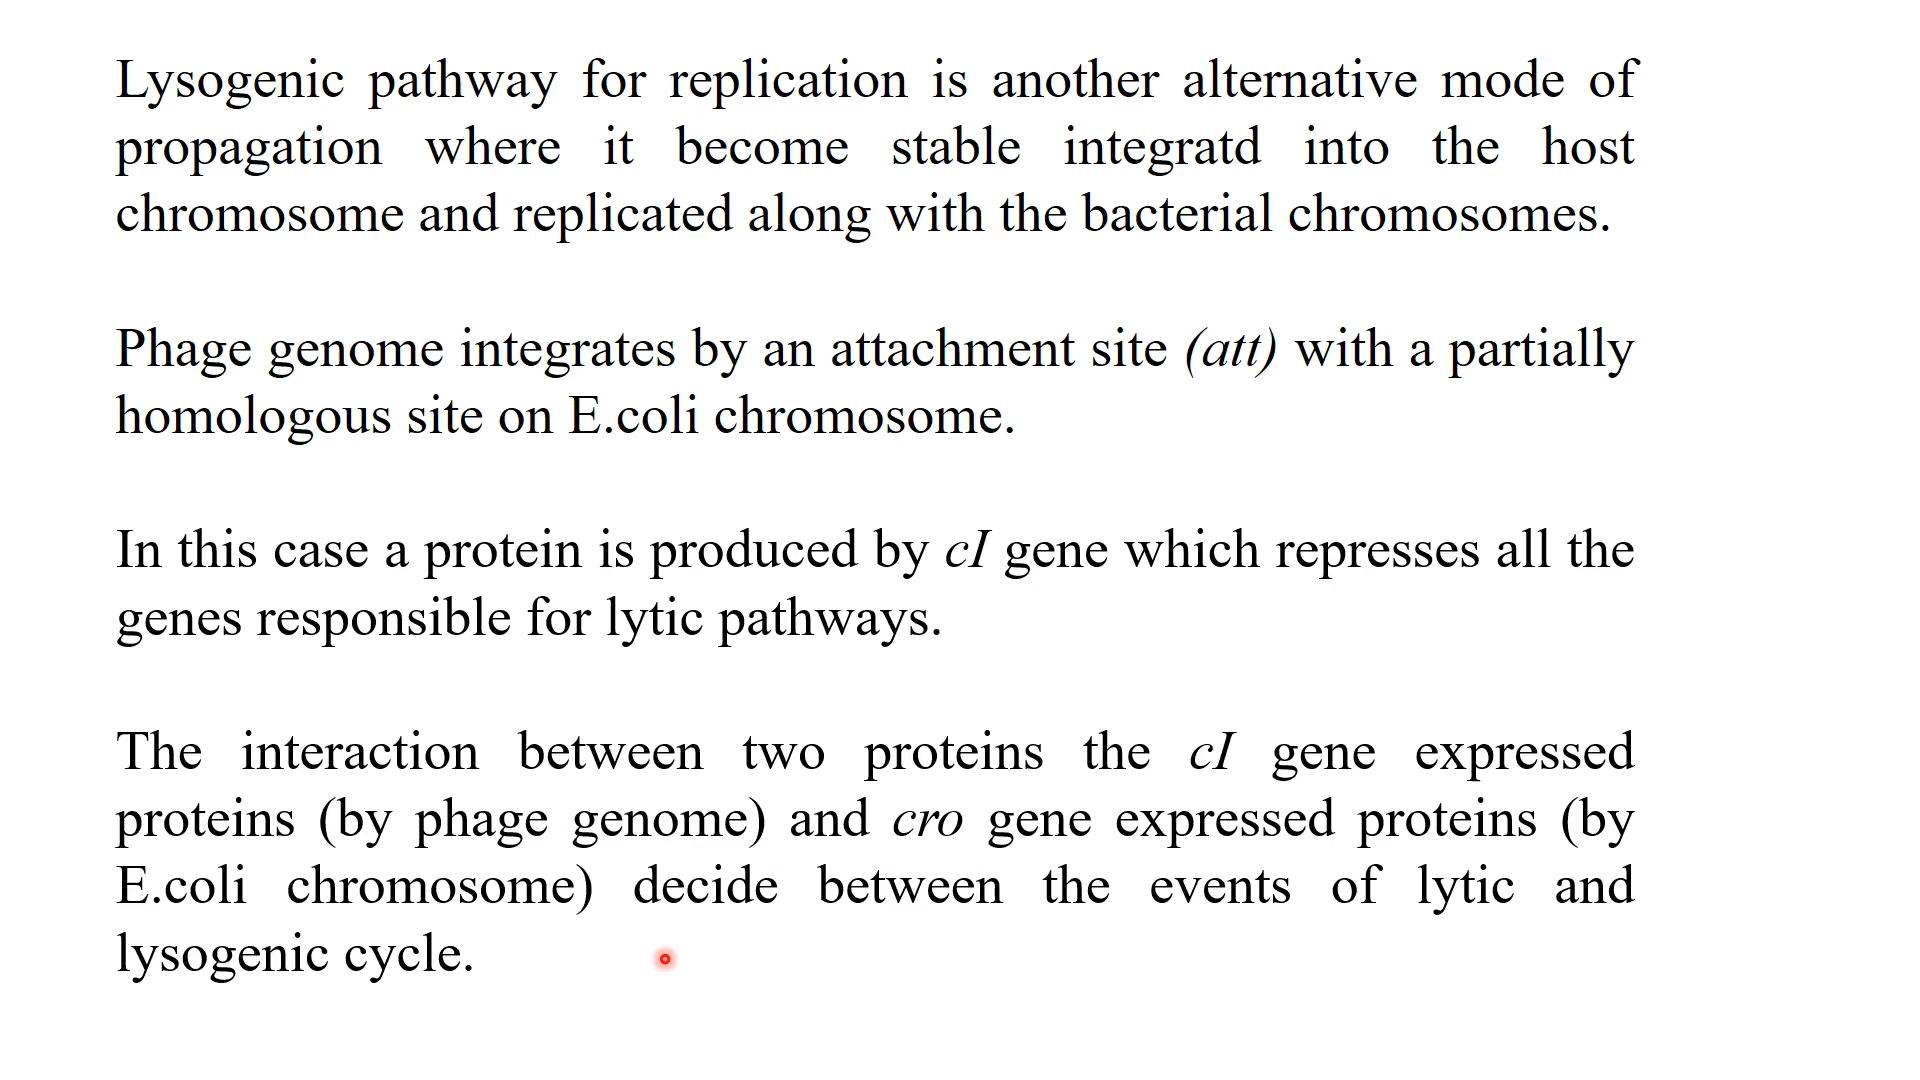 Lysogenic pathway for replication is another alternative mode of
propagation where it become stable integratd into the host
chromosome and replicated along with the bacterial chromosomes.
Phage genome integrates by an attachment site (att) with a partially
homologous site on E.coli chromosome.
In this case a protein is produced by cI gene which represses all the
genes responsible for lytic pathways.
The interaction between two proteins the cI gene expressed
proteins (by phage genome) and cro gene expressed proteins (by
E.coli chromosome) decide between the events of lytic and
lysogenic cycle.